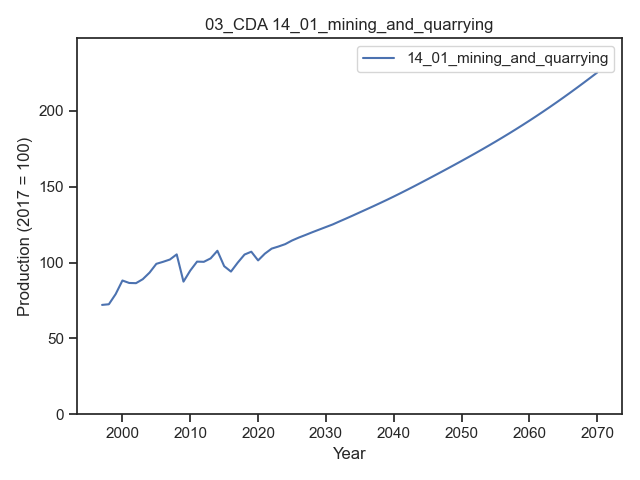 03_CDA 14_01_mining_and_quarrying
14_01_mining_and_quarrying
Production (2017 = 100)
200
150
100
50
0
2000 2010 2020 2030 2040 2050 2060 2070
Year